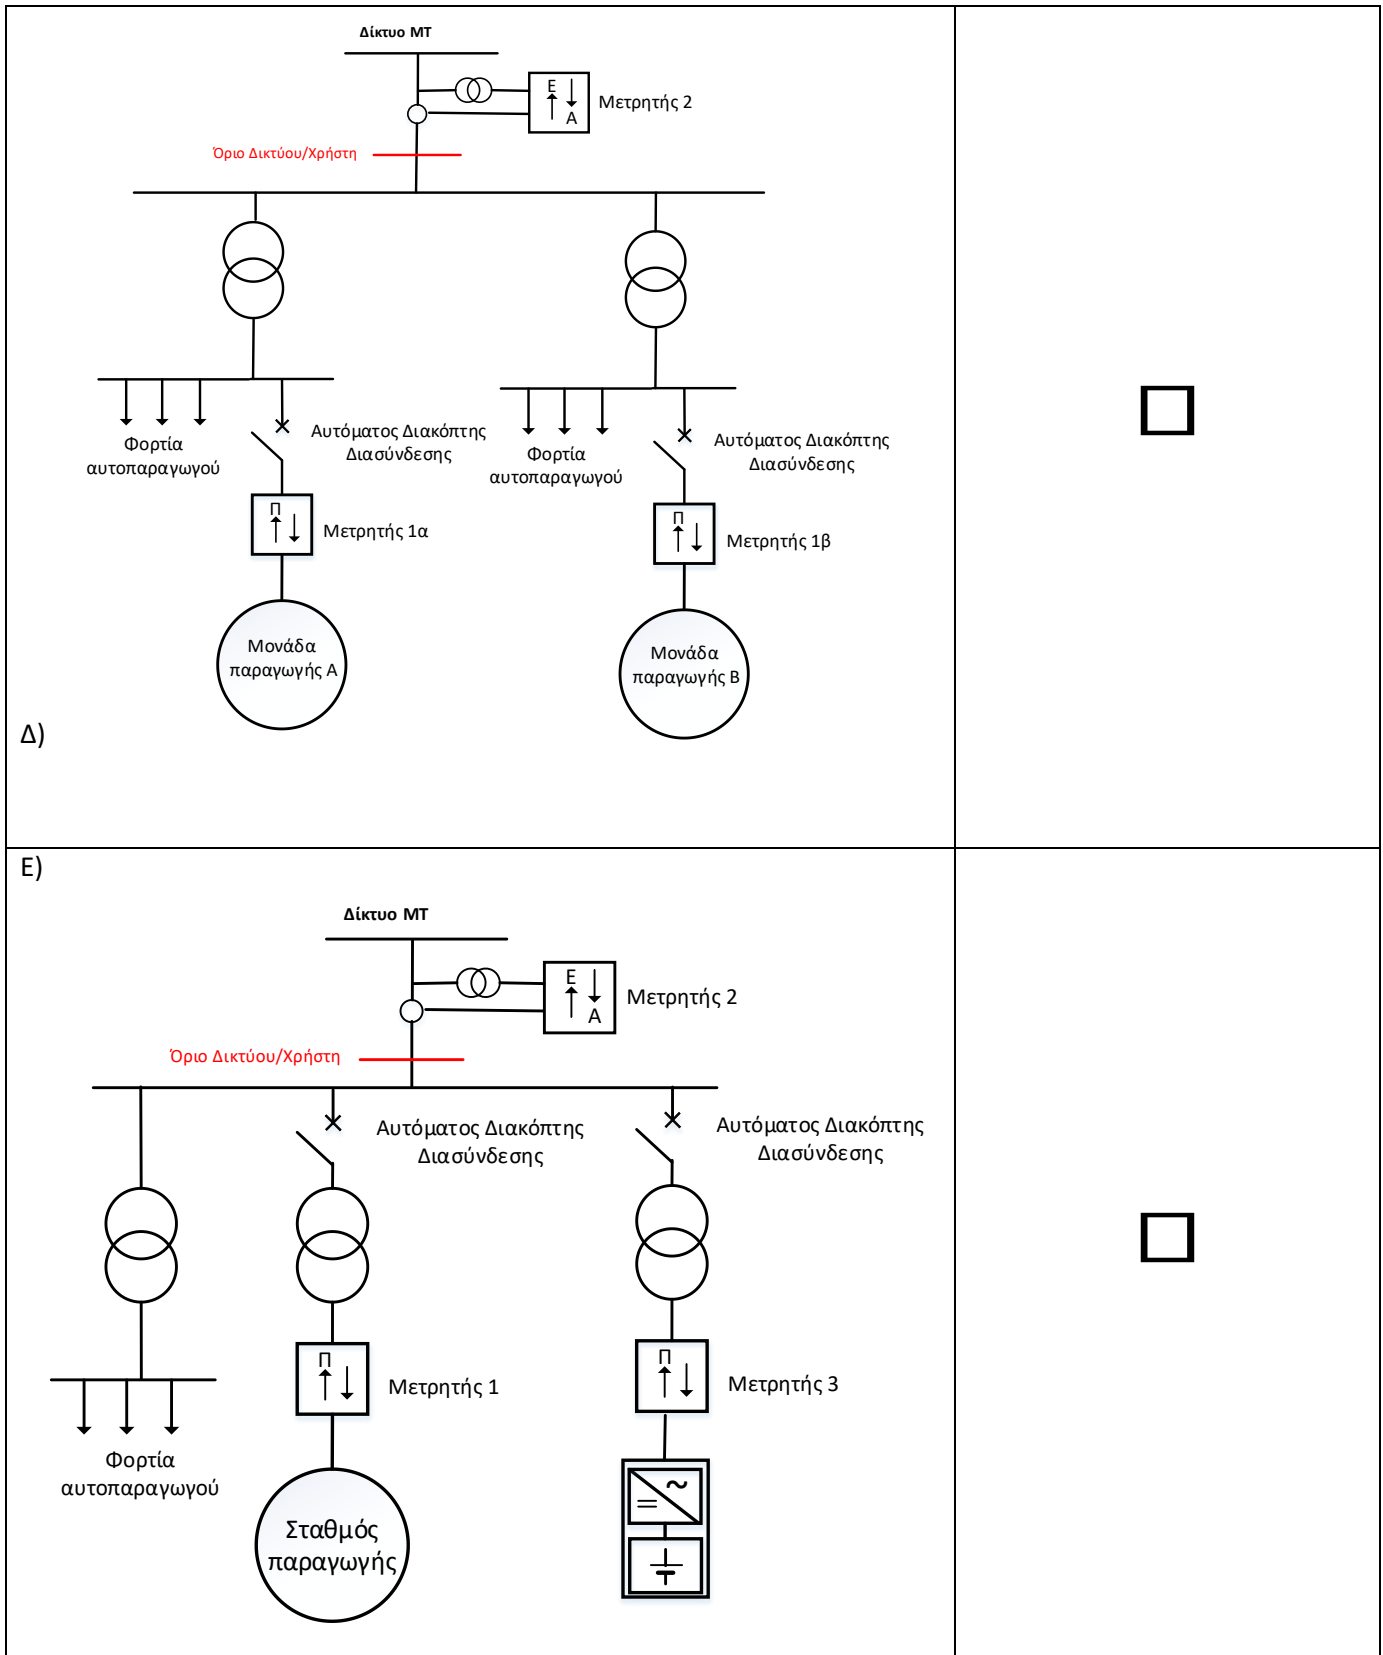 Δίκτυο ΜΤ
Ε
Α
Μετρητής 2
Όριο Δικτύου/Χρήστη
Φορτία
αυτοπαραγωγού
Αυτόματος Διακόπτης
Διασύνδεσης
Φορτία
αυτοπαραγωγού
Αυτόματος Διακόπτης
Διασύνδεσης
Π
Μετρητής 1α
Π
Μετρητής 1β
Μονάδα
παραγωγής Α
Μονάδα
παραγωγής Β
Δ)
Ε)
Δίκτυο ΜΤ
Ε
Α
Μετρητής 2
Όριο Δικτύου/Χρήστη
Αυτόματος Διακόπτης
Διασύνδεσης
Αυτόματος Διακόπτης
Διασύνδεσης
Π
Μετρητής 1
Π
Μετρητής 3
Φορτία
αυτοπαραγωγού
Σταθμός
παραγωγής